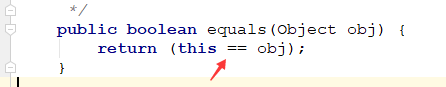 */
public boolean equals(Object obj) {
return (this == obj);
}